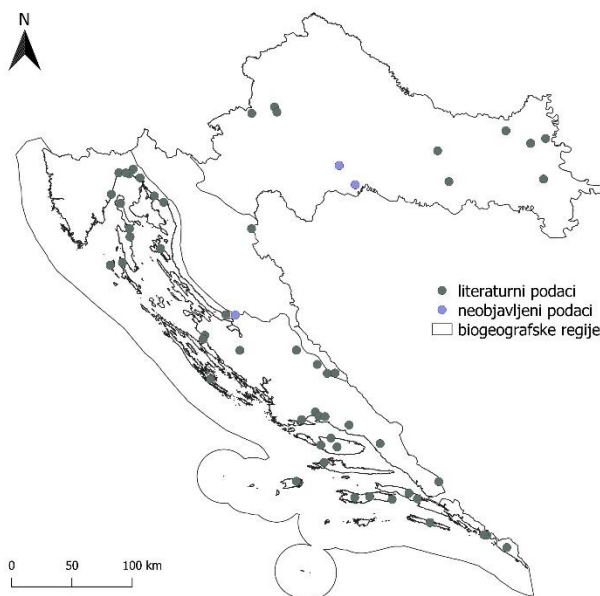 N
literaturni podaci
neobjavljeni podaci
biogeografske regije
0 50 100 km